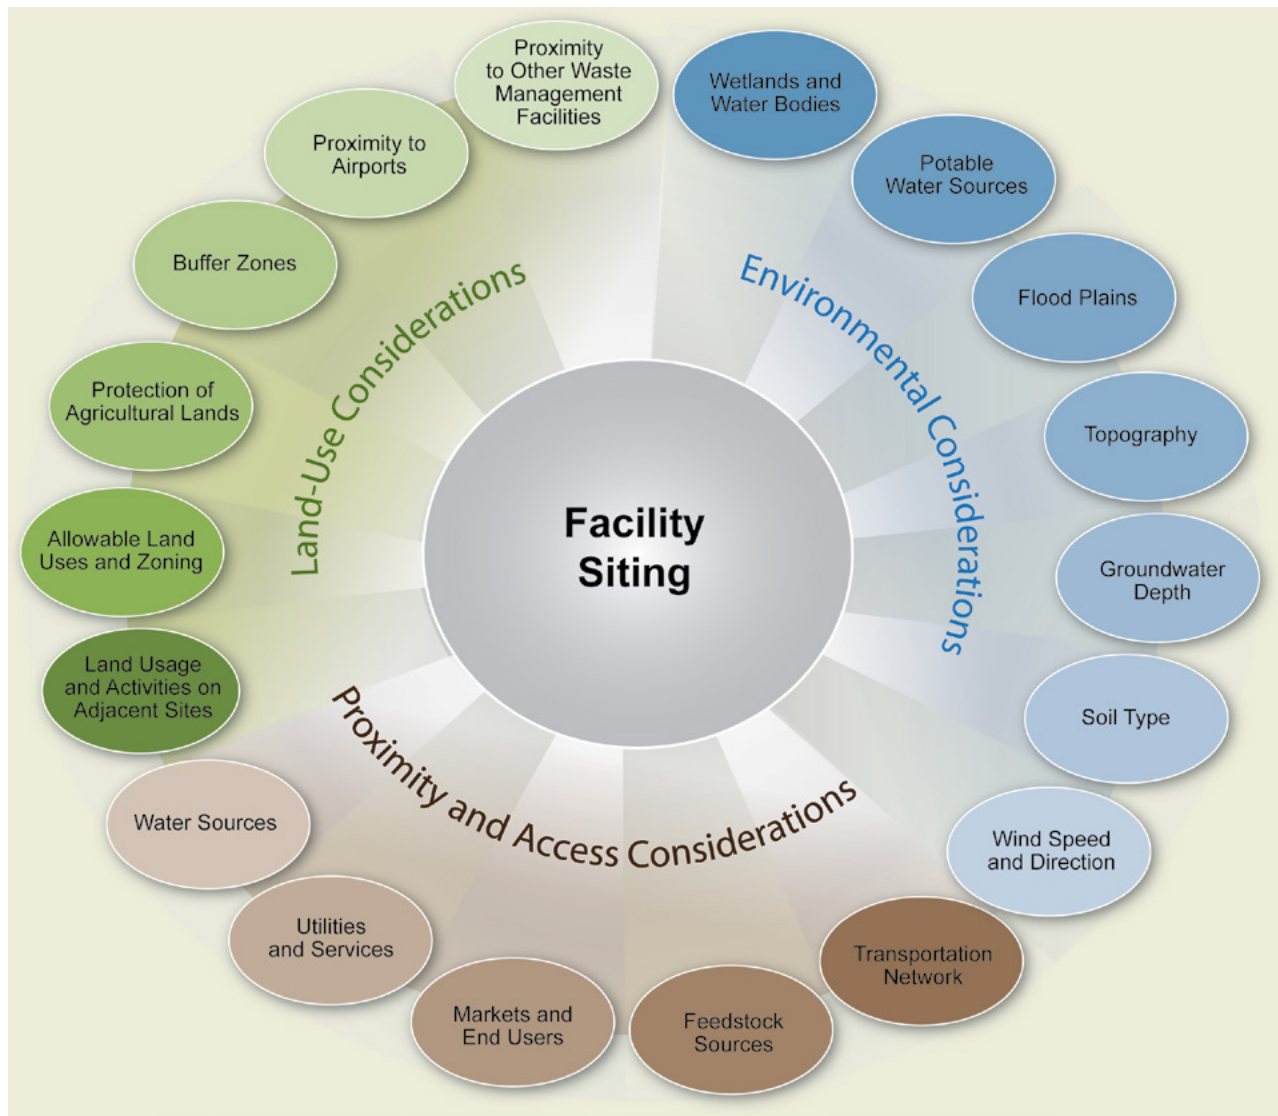 Proximity
to Other Waste
Management
Facilities
Wetlands and
Water Bodies
Potable
Water Sources
Flood Plains
Topography
Groundwater
Depth
Soil Type
Wind Speed
and Direction
Transportation
Network
Feedstock
Sources
Markets and
End Users
Utilities
and Services
Water Sources
Land Usage
and Activities on
Adjacent Sites
Allowable Land
Uses and Zoning
Protection of
Agricultural Lands
Buffer Zones
Proximity to
Airports
Land-Use Considerations
Environmental Considerations
Proximity and Access Considerations
Facility
Siting